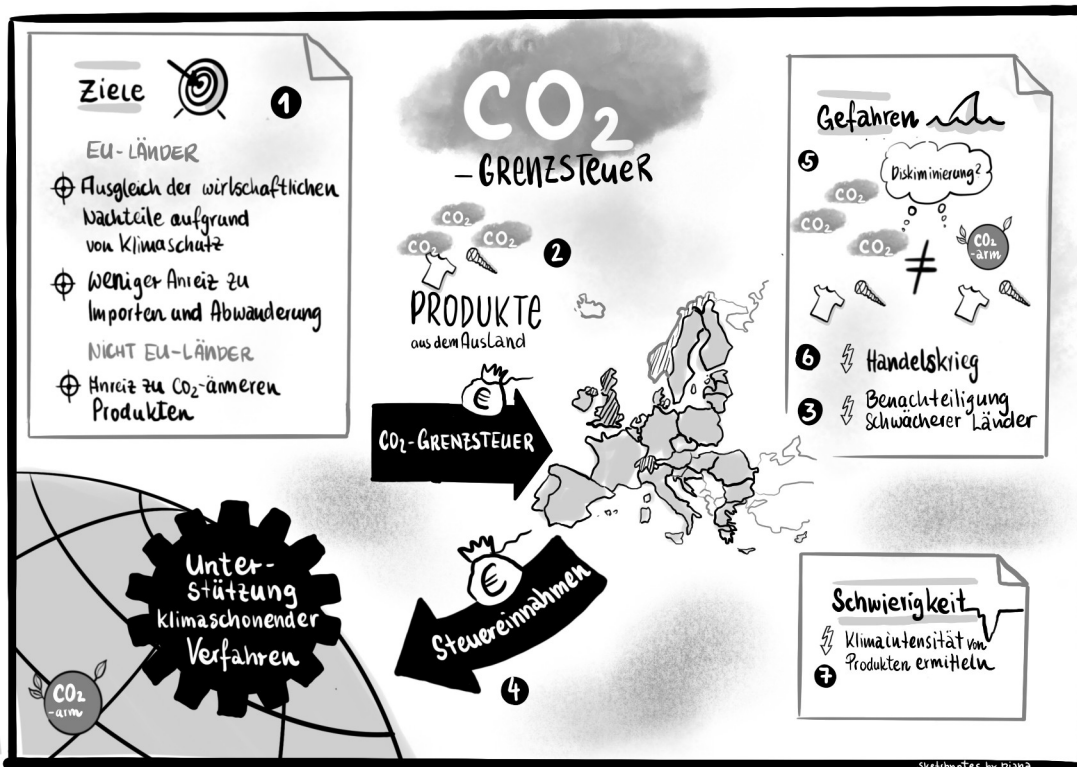 Ziele
1
EU-LÄNDER
Ausgleich der wirtschaftlichen
Nachteile aufgrund
von Klimaschutz
Weniger Anreiz zu
Importen und Abwanderung
NICHT EU-LÄNDER
Anreiz zu CO2-ärmeren
Produkten
CO2
-GRENZSTEUER
CO2
CO2
CO2
2
PRODUKTE
aus dem Ausland
€
CO2-GRENZSTEUER
€
Steuereinnahmen
4
Unter-
stützung
klimaschonender
Verfahren
CO2
-arm
Gefahren
5
Diskriminierung?
CO2
CO2
CO2
≠
CO2
-arm
6
Handelskrieg
3
Benachteiligung
Schwächerer Länder
Schwierigkeit
Klimaintensität von
Produkten ermitteln
7
sketchnotes by Diana